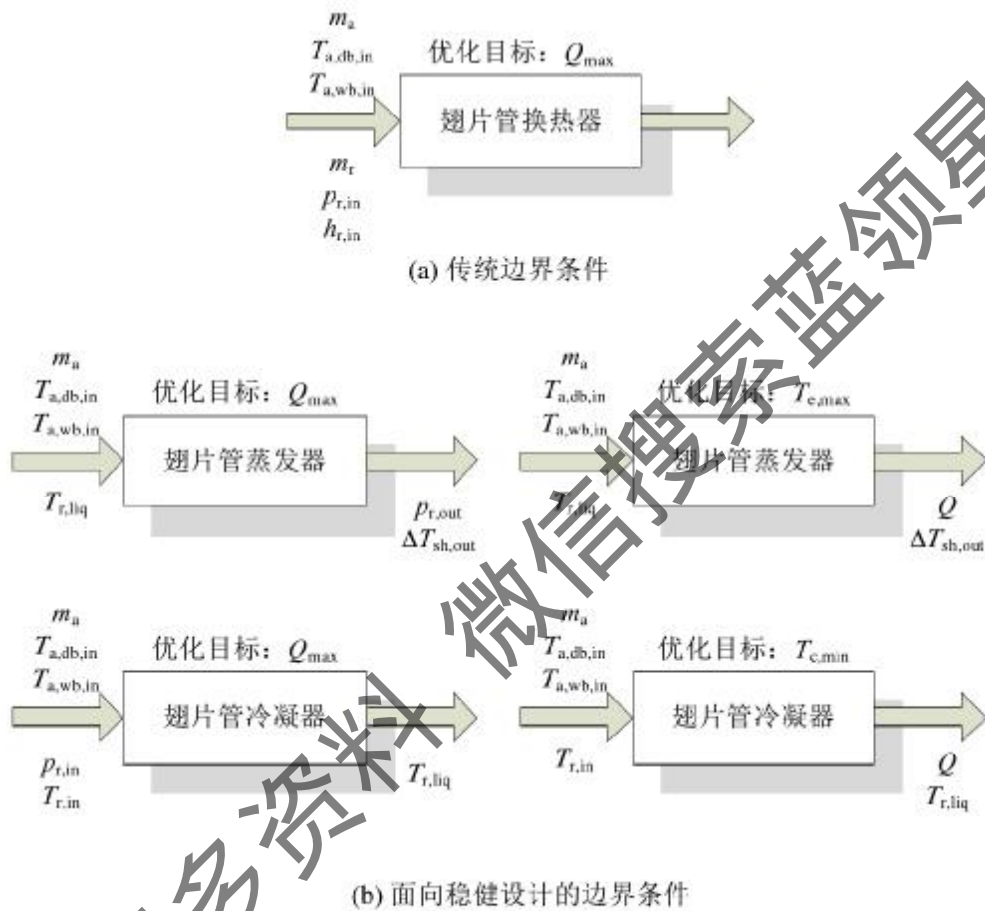 m_a
T_a,db,in
T_a,wb,in
优化目标：Q_max
翅片管换热器
m_r
p_r,in
h_r,in
(a) 传统边界条件
m_a
T_a,db,in
T_a,wb,in
优化目标：Q_max
翅片管蒸发器
T_r,liq
p_r,out
ΔT_sh,out
m_a
T_a,db,in
T_a,wb,in
优化目标：T_e,max
翅片管蒸发器
T_r,liq
Q
ΔT_sh,out
m_a
T_a,db,in
T_a,wb,in
优化目标：Q_max
翅片管冷凝器
p_r,in
T_r,in
T_r,liq
m_a
T_a,db,in
T_a,wb,in
优化目标：T_c,min
翅片管冷凝器
T_r,in
Q
T_r,liq
(b) 面向稳健设计的边界条件
多资料 微信搜索蓝领星